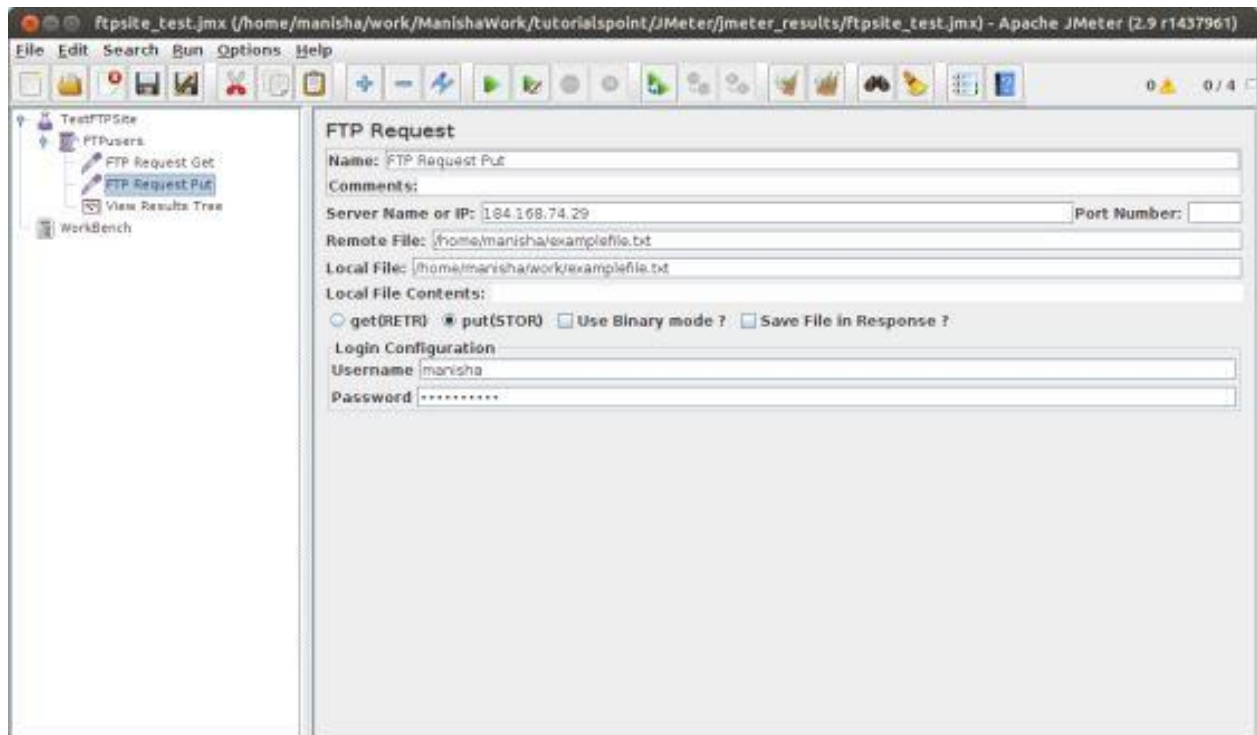 ftpsite_test.jmx (/home/manisha/work/ManishaWork/tutorialspoint/JMeter/jmeter_results/ftpsite_test.jmx) - Apache JMeter (2.9 r1437961)
File Edit Search Run Options Help
0 0 / 4
TestFTPSite
FTPusers
FTP Request Get
FTP Request Put
View Results Tree
WorkBench
FTP Request
Name: FTP Request Put
Comments:
Server Name or IP: 184.168.74.29 Port Number:
Remote File: /home/manisha/examplefile.txt
Local File: /home/manisha/work/examplefile.txt
Local File Contents:
get(RETR) put(STOR) Use Binary mode ? Save File in Response ?
Login Configuration
Username manisha
Password ••••••••••